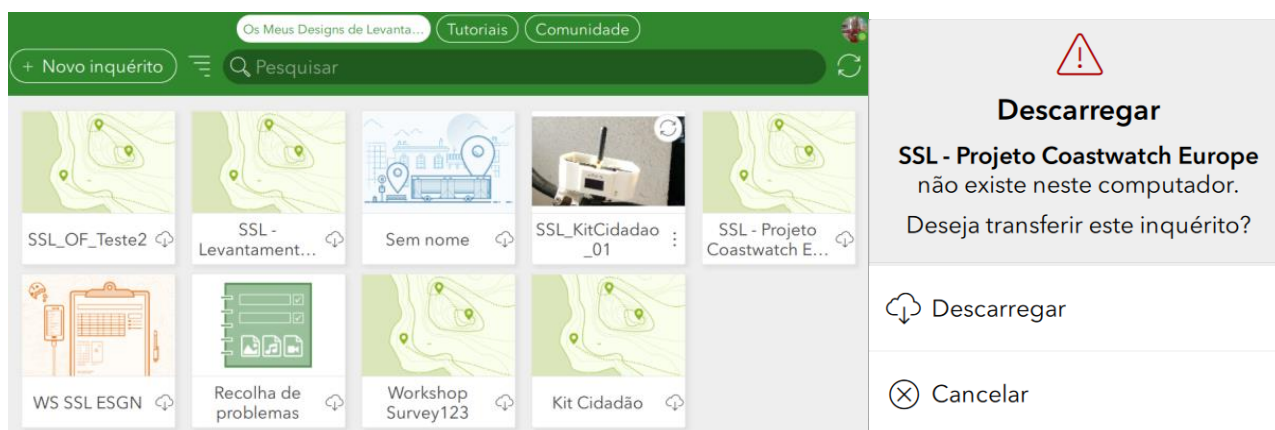 Os Meus Designs de Levanta...
Tutoriais
Comunidade
+ Novo inquérito
Pesquisar
SSL_OF_Teste2
SSL -
Levantament...
Sem nome
SSL_KitCidadao
_01
SSL - Projeto
Coastwatch E...
WS SSL ESGN
Recolha de
problemas
Workshop
Survey123
Kit Cidadão
Descarregar
SSL - Projeto Coastwatch Europe
não existe neste computador.
Deseja transferir este inquérito?
Descarregar
Cancelar